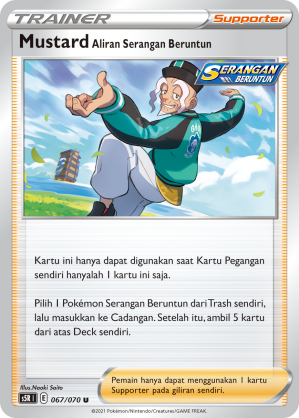 TRAINER Supporter
Mustard Aliran Serangan Beruntun
SERANGAN
BERUNTUN
Kartu ini hanya dapat digunakan saat Kartu Pegangan
sendiri hanyalah 1 kartu ini saja.
Pilih 1 Pokémon Serangan Beruntun dari Trash sendiri,
lalu masukkan ke Cadangan. Setelah itu, ambil 5 kartu
dari atas Deck sendiri.
Illus.Naoki Saito
s5R I E 067/070 U
Pemain hanya dapat menggunakan 1 kartu
Supporter pada giliran sendiri.
©2021 Pokémon/Nintendo/Creatures/GAME FREAK.